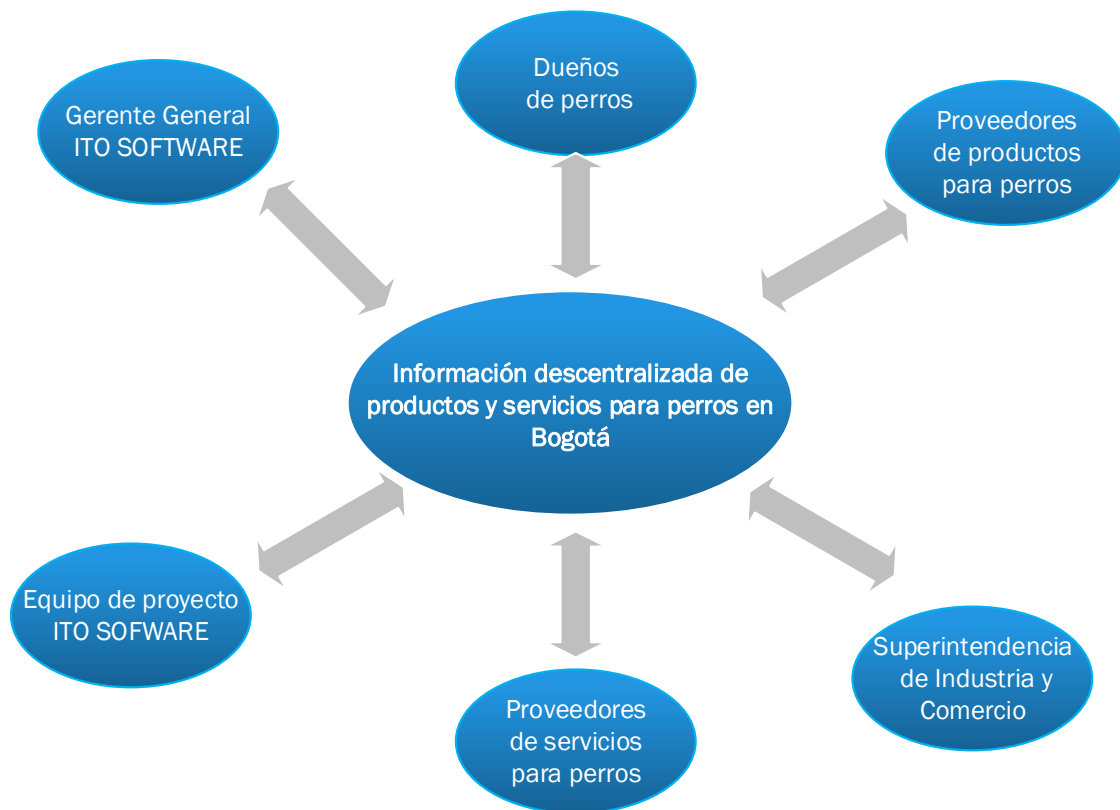 Dueños
de perros
Gerente General
ITO SOFTWARE
Proveedores
de productos
para perros
Información descentralizada de
productos y servicios para perros en
Bogotá
Equipo de proyecto
ITO SOFWARE
Superintendencia
de Industria y
Comercio
Proveedores
de servicios
para perros